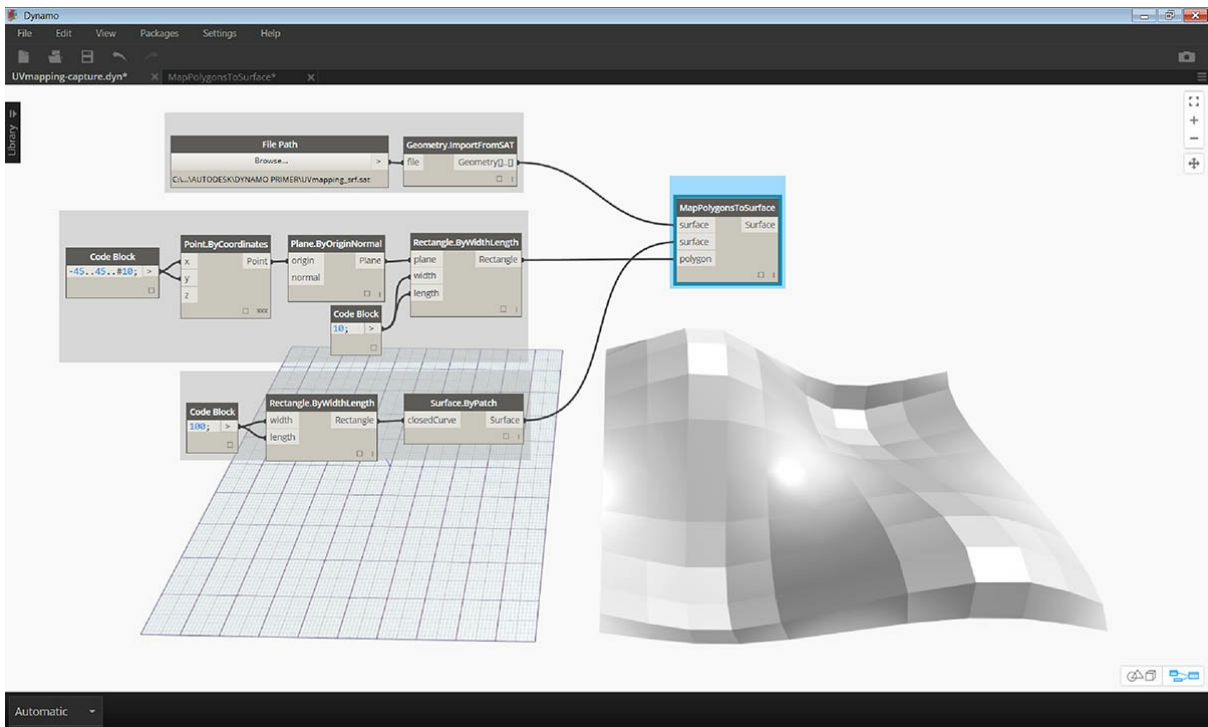 Dynamo
File Edit View Packages Settings Help
UVmapping-capture.dyn* × MapPolygonsToSurface* ×
Library
File Path
Browse... >
C:\...\AUTODESK\DYNAMO PRIMER\UVmapping_srf.sat
Geometry.ImportFromSAT
file Geometry[]..[]
MapPolygonsToSurface
surface Surface
surface
polygon
Code Block
-45..45..#10; >
Point.ByCoordinates
x Point
y
z
xxx
Plane.ByOriginNormal
origin Plane
normal
Rectangle.ByWidthLength
plane Rectangle
width
length
Code Block
10; >
Code Block
100; >
Rectangle.ByWidthLength
width Rectangle
length
Surface.ByPatch
closedCurve Surface
Automatic